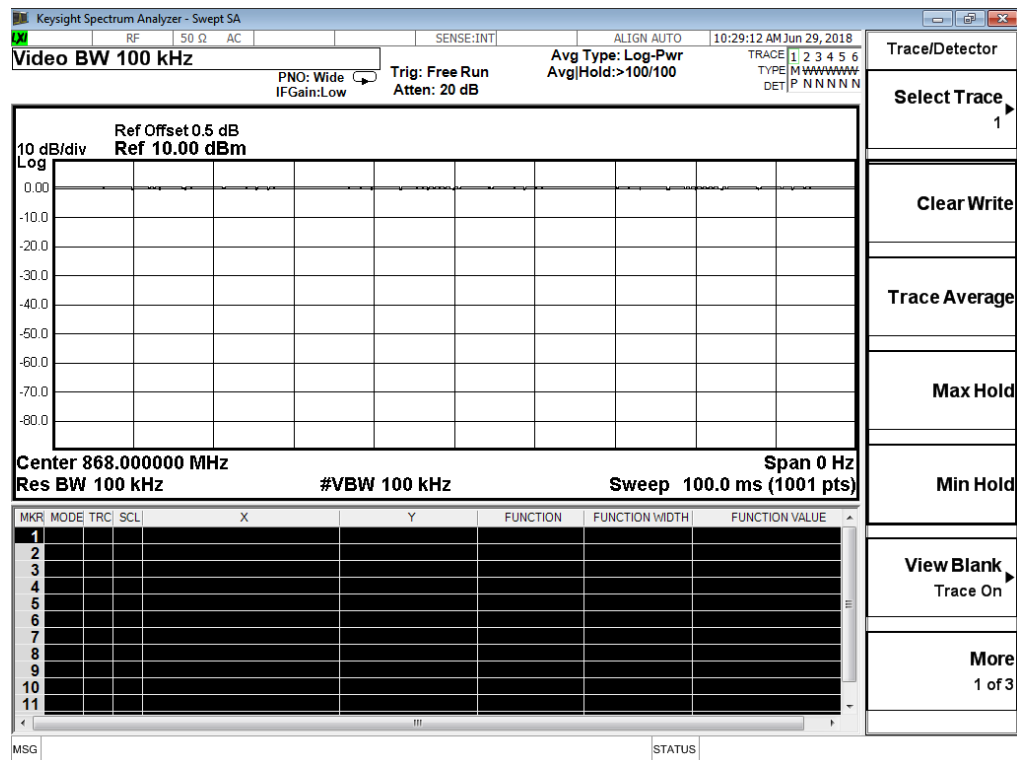 Keysight Spectrum Analyzer - Swept SA
LXI RF 50 Ω AC SENSE:INT ALIGN AUTO 10:29:12 AM Jun 29, 2018
Video BW 100 kHz
PNO: Wide
IFGain:Low
Trig: Free Run
Atten: 20 dB
Avg Type: Log-Pwr
Avg|Hold:>100/100
TRACE 1 2 3 4 5 6
TYPE M WWWWW
DET P N N N N N
Ref Offset 0.5 dB
10 dB/div Ref 10.00 dBm
Log
0.00
-10.0
-20.0
-30.0
-40.0
-50.0
-60.0
-70.0
-80.0
Center 868.000000 MHz Span 0 Hz
Res BW 100 kHz #VBW 100 kHz Sweep 100.0 ms (1001 pts)
MKR MODE TRC SCL X Y FUNCTION FUNCTION WIDTH FUNCTION VALUE
1
2
3
4
5
6
7
8
9
10
11
MSG STATUS
Trace/Detector
Select Trace
1
Clear Write
Trace Average
Max Hold
Min Hold
View Blank
Trace On
More
1 of 3